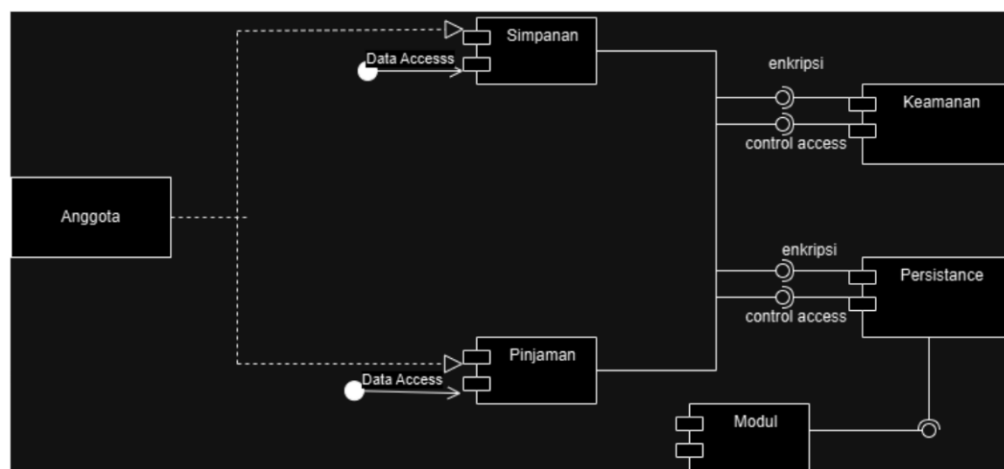 Simpanan
Data Accesss
enkripsi
Keamanan
control access
Anggota
enkripsi
Persistance
control access
Pinjaman
Data Access
Modul